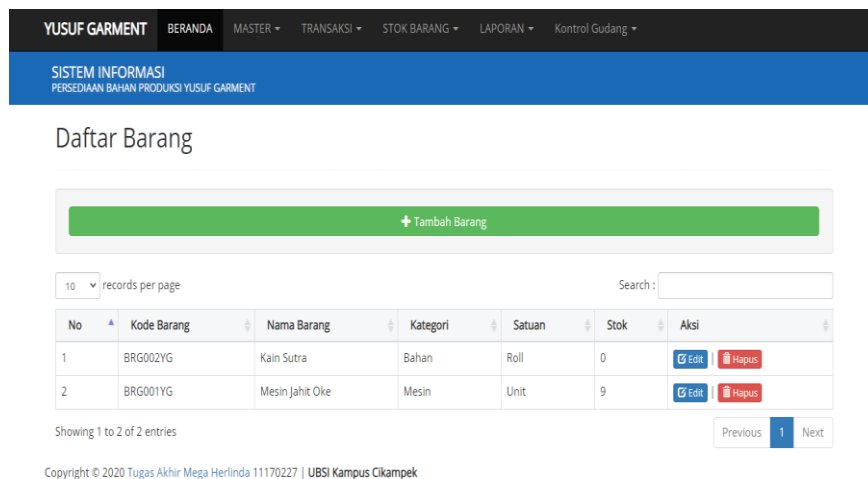 YUSUF GARMENT BERANDA MASTER TRANSAKSI STOK BARANG LAPORAN Kontrol Gudang
SISTEM INFORMASI
PERSEDIAAN BAHAN PRODUKSI YUSUF GARMENT
Daftar Barang
Tambah Barang
10 records per page Search :
No Kode Barang Nama Barang Kategori Satuan Stok Aksi
1 BRG002YG Kain Sutra Bahan Roll 0 Edit | Hapus
2 BRG001YG Mesin Jahit Oke Mesin Unit 9 Edit | Hapus
Showing 1 to 2 of 2 entries Previous 1 Next
Copyright © 2020 Tugas Akhir Mega Herlinda 11170227 | UBSI Kampus Cikampek